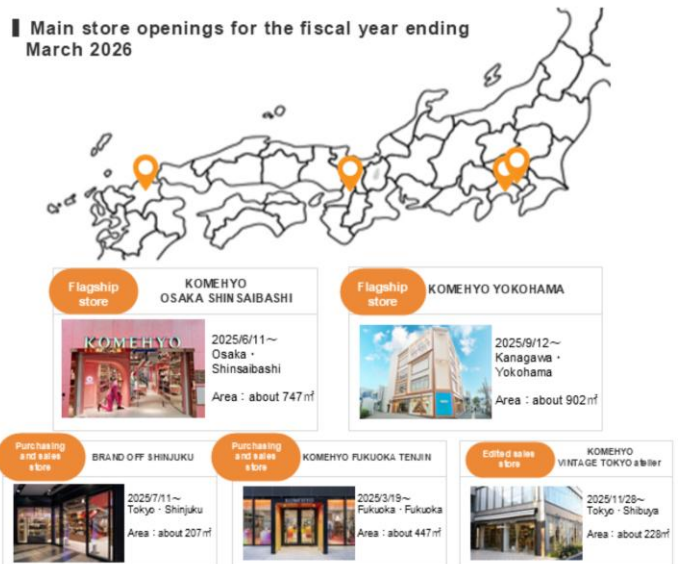 Main store openings for the fiscal year ending
March 2026
Flagship
store
KOMEHYO
OSAKA SHINSAIBASHI
KOMEHYO
2025/6/11～
Osaka・
Shinsaibashi
Area：about 747㎡
Flagship
store
KOMEHYO YOKOHAMA
2025/9/12～
Kanagawa・
Yokohama
Area：about 902㎡
Purchasing
and sales
store
BRAND OFF SHINJUKU
2025/7/11～
Tokyo・Shinjuku
Area：about 207㎡
Purchasing
and sales
store
KOMEHYO FUKUOKA TENJIN
KOMEHYO
2025/3/19～
Fukuoka・Fukuoka
Area：about 447㎡
Edited sales
store
KOMEHYO
VINTAGE TOKYO atelier
2025/11/28～
Tokyo・Shibuya
Area：about 228㎡